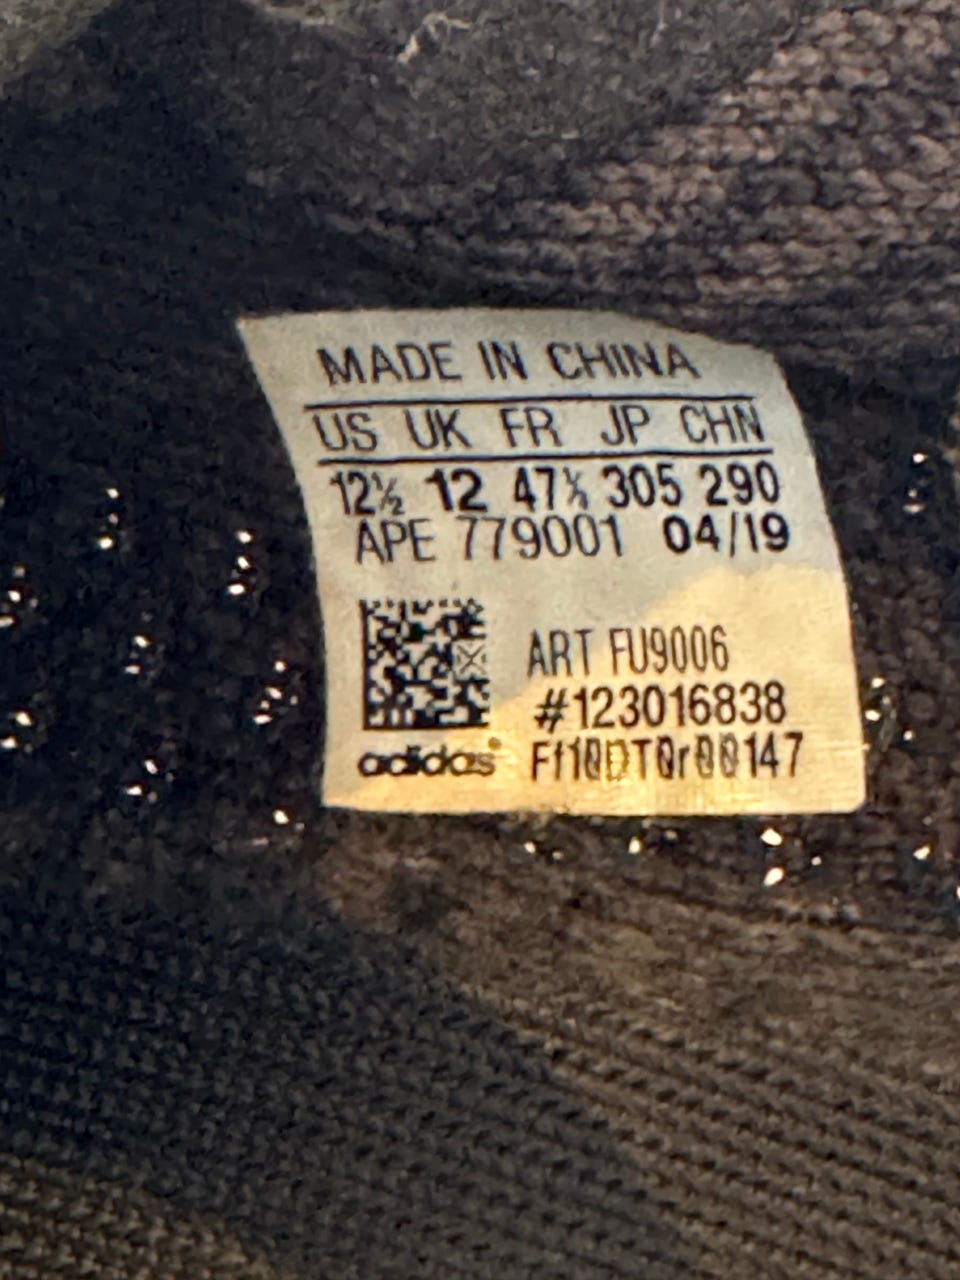 MADE IN CHINA
US UK FR JP CHN
12½ 12 47⅓ 305 290
APE 779001 04/19
ART FU9006
#123016838
adidas® Ff10DT0r00147